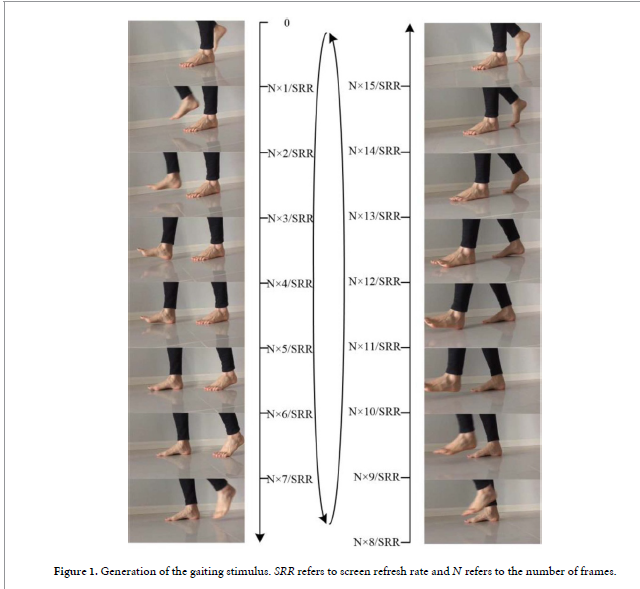 0
N×1/SRR
N×2/SRR
N×3/SRR
N×4/SRR
N×5/SRR
N×6/SRR
N×7/SRR
N×15/SRR
N×14/SRR
N×13/SRR
N×12/SRR
N×11/SRR
N×10/SRR
N×9/SRR
N×8/SRR
Figure 1. Generation of the gaiting stimulus. SRR refers to screen refresh rate and N refers to the number of frames.